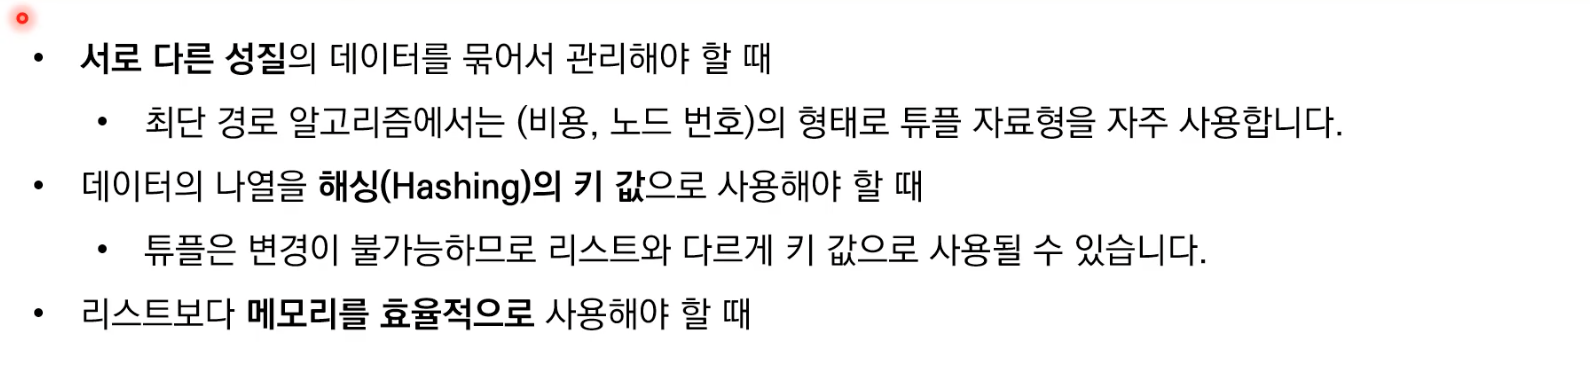 • 서로 다른 성질의 데이터를 묶어서 관리해야 할 때
• 최단 경로 알고리즘에서는 (비용, 노드 번호)의 형태로 튜플 자료형을 자주 사용합니다.
• 데이터의 나열을 해싱(Hashing)의 키 값으로 사용해야 할 때
• 튜플은 변경이 불가능하므로 리스트와 다르게 키 값으로 사용될 수 있습니다.
• 리스트보다 메모리를 효율적으로 사용해야 할 때